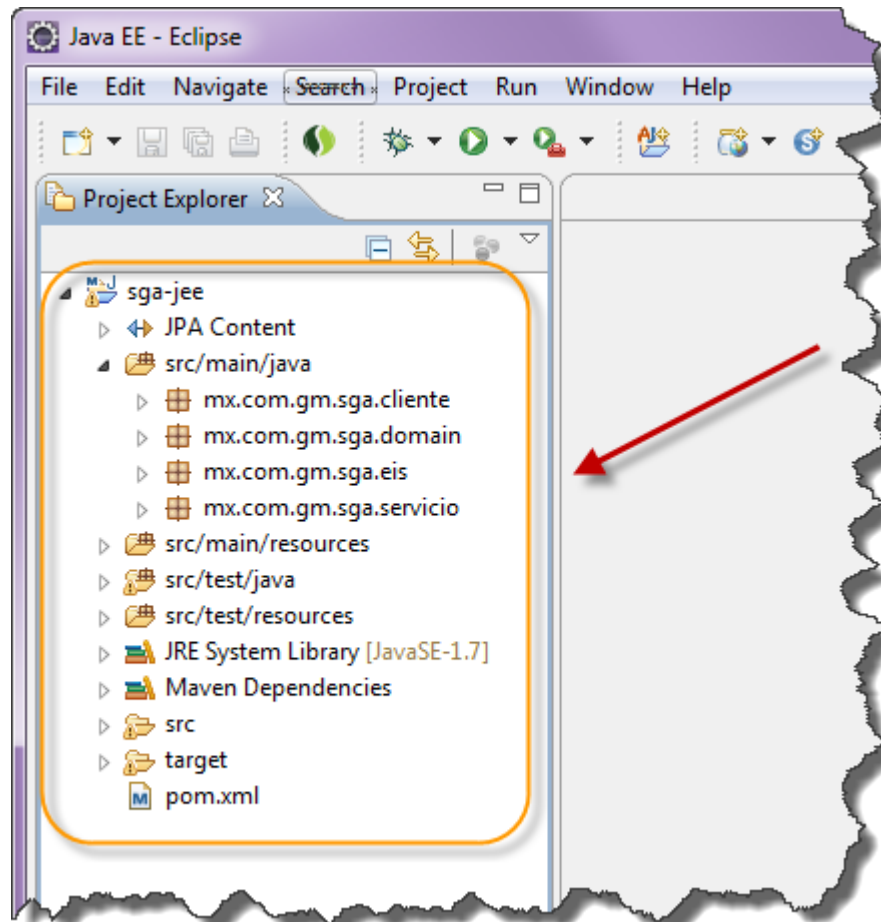 Java EE - Eclipse
File Edit Navigate Search Project Run Window Help
Project Explorer
sga-jee
JPA Content
src/main/java
mx.com.gm.sga.cliente
mx.com.gm.sga.domain
mx.com.gm.sga.eis
mx.com.gm.sga.servicio
src/main/resources
src/test/java
src/test/resources
JRE System Library [JavaSE-1.7]
Maven Dependencies
src
target
pom.xml